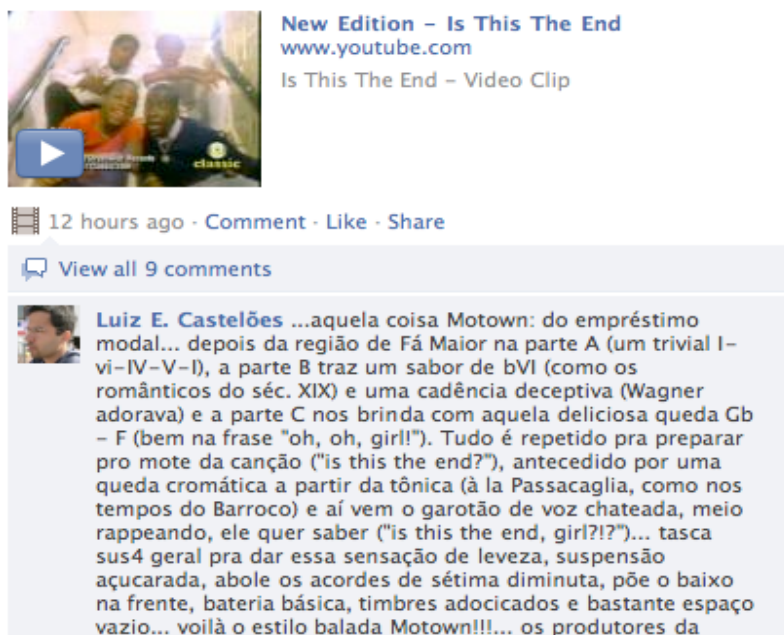 New Edition – Is This The End
www.youtube.com
Is This The End – Video Clip
classic
12 hours ago · Comment · Like · Share
View all 9 comments
Luiz E. Castelões ...aquela coisa Motown: do empréstimo
modal... depois da região de Fá Maior na parte A (um trivial I–
vi–IV–V–I), a parte B traz um sabor de bVI (como os
românticos do séc. XIX) e uma cadência deceptiva (Wagner
adorava) e a parte C nos brinda com aquela deliciosa queda Gb
– F (bem na frase "oh, oh, girl!"). Tudo é repetido pra preparar
pro mote da canção ("is this the end?"), antecedido por uma
queda cromática a partir da tônica (à la Passacaglia, como nos
tempos do Barroco) e aí vem o garotão de voz chateada, meio
rappeando, ele quer saber ("is this the end, girl?!?")... tasca
sus4 geral pra dar essa sensação de leveza, suspensão
açucarada, abole os acordes de sétima diminuta, põe o baixo
na frente, bateria básica, timbres adocicados e bastante espaço
vazio... voilà o estilo balada Motown!!!... os produtores da